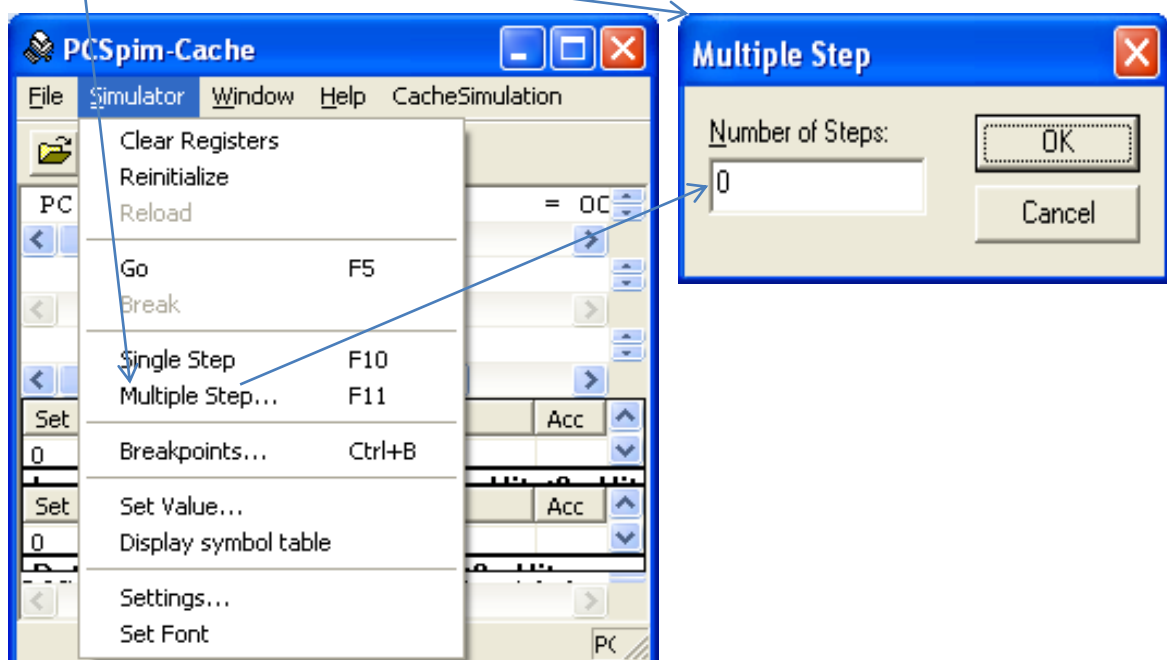 PCSpim-Cache
File Simulator Window Help CacheSimulation
Clear Registers
Reinitialize
Reload
Go F5
Break
Single Step F10
Multiple Step... F11
Breakpoints... Ctrl+B
Set Value...
Display symbol table
Settings...
Set Font
PC = 00
Set Acc
0
Set Acc
0
Multiple Step
Number of Steps:
0
OK
Cancel